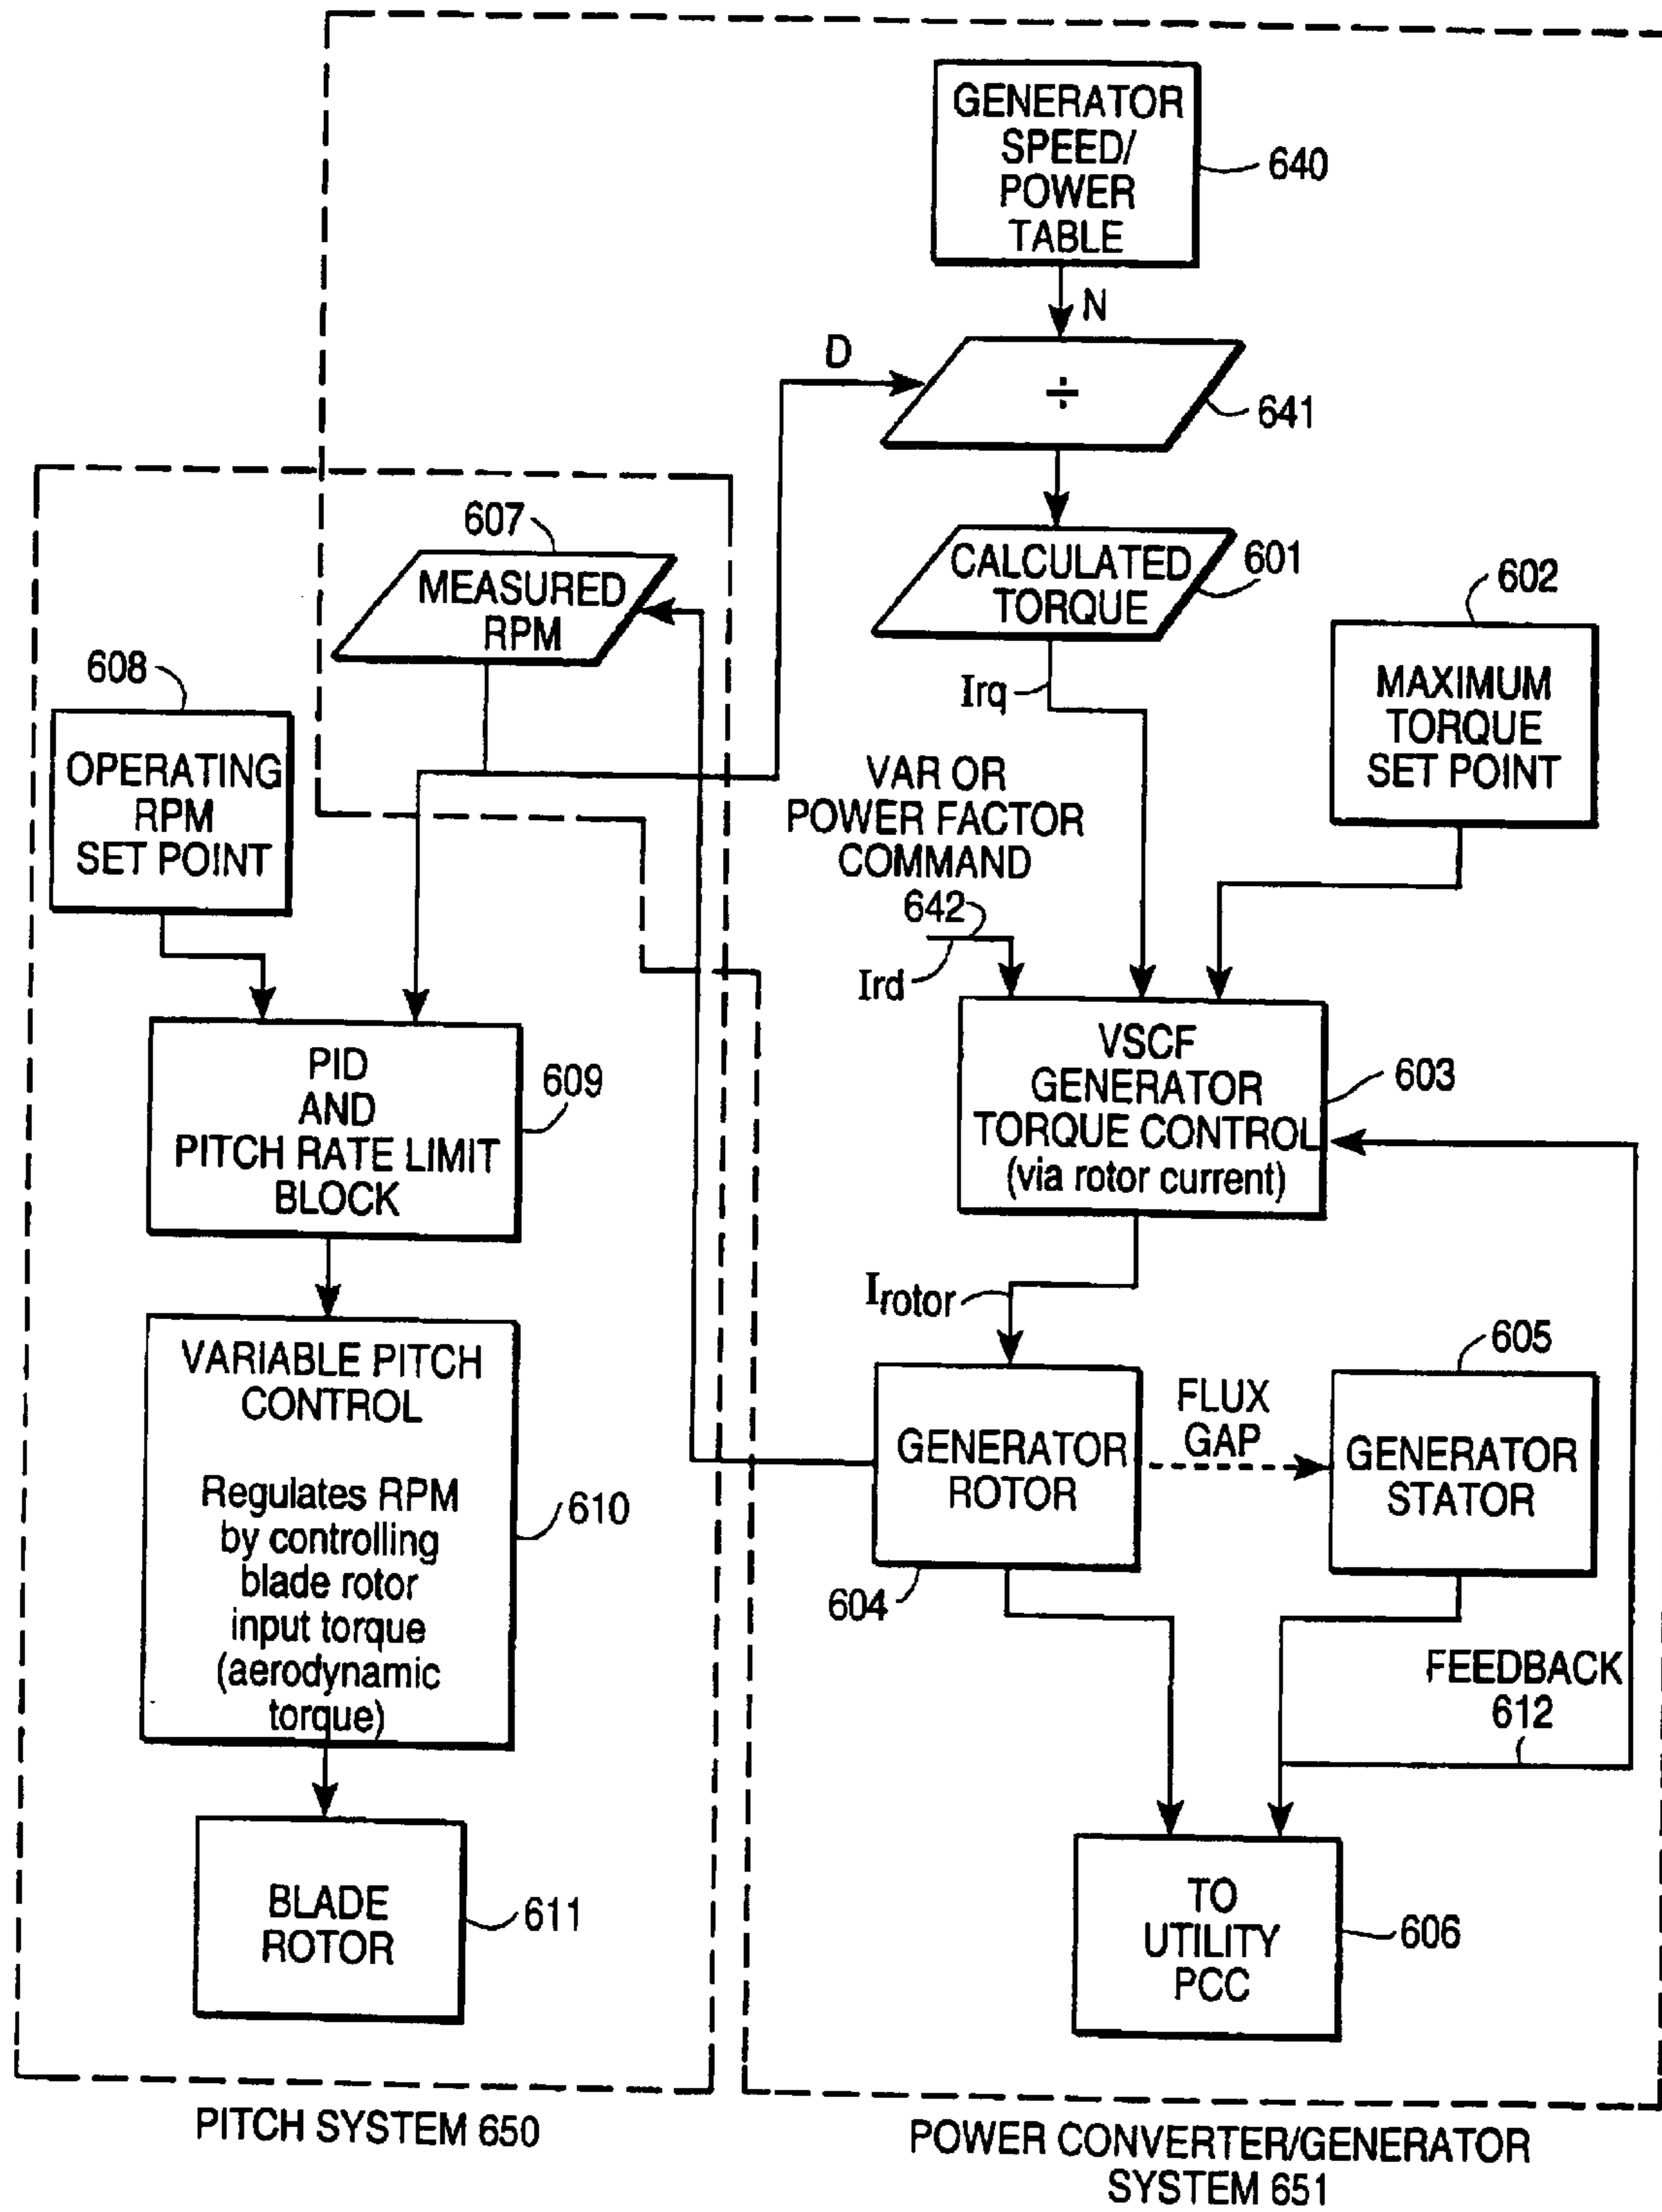 GENERATOR
SPEED/
POWER
TABLE
640
N
D
÷
641
607
MEASURED
RPM
CALCULATED
TORQUE
601
602
608
Irq
MAXIMUM
TORQUE
SET POINT
OPERATING
RPM
SET POINT
VAR OR
POWER FACTOR
COMMAND
642
Ird
PID
AND
PITCH RATE LIMIT
BLOCK
609
VSCF
GENERATOR
TORQUE CONTROL
(via rotor current)
603
Irotor
VARIABLE PITCH
CONTROL
Regulates RPM
by controlling
blade rotor
input torque
(aerodynamic
torque)
610
GENERATOR
ROTOR
604
FLUX
GAP
605
GENERATOR
STATOR
FEEDBACK
612
BLADE
ROTOR
611
TO
UTILITY
PCC
606
PITCH SYSTEM 650
POWER CONVERTER/GENERATOR
SYSTEM 651